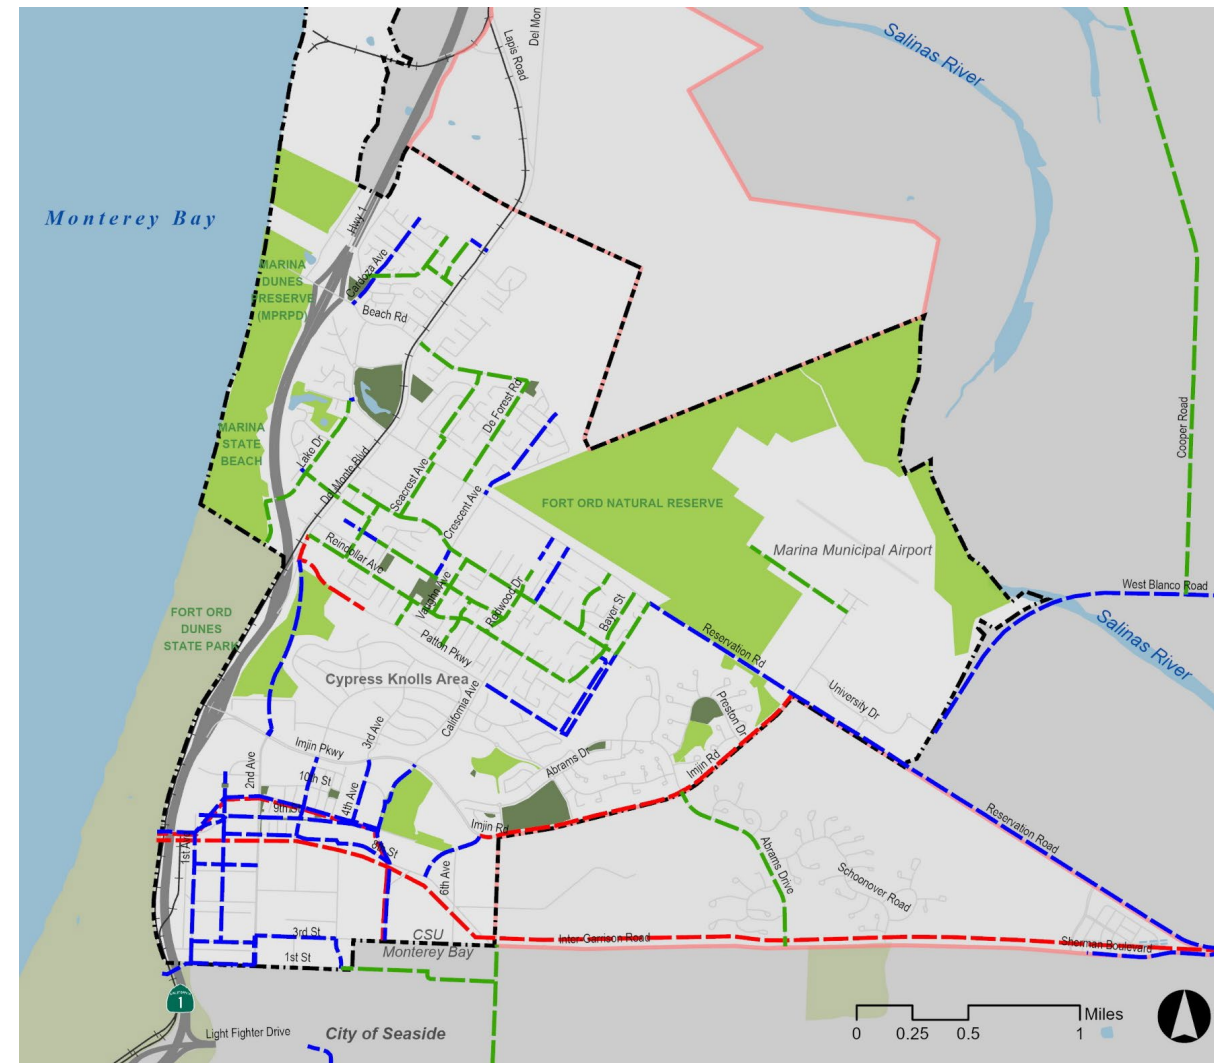 Salinas River
Lapis Road
Del Mon
Monterey Bay
Hwy 1
Cardoza Ave
MARINA
DUNES
PRESERVE
(MPRPD)
Beach Rd
De Forest Rd
Cooper Road
MARINA
STATE
BEACH
Lake Dr
Del Monte Blvd
Seacrest Ave
Crescent Ave
FORT ORD NATURAL RESERVE
Marina Municipal Airport
Reindollar Ave
Vaughn Ave
Redwood Dr
Bayer St
West Blanco Road
FORT ORD
DUNES
STATE PARK
Patton Pkwy
Reservation Rd
Salinas River
Cypress Knolls Area
California Ave
Preston Dr
University Dr
3rd Ave
Imjin Pkwy
2nd Ave
10th St
4th Ave
Abrams Dr
Imjin Rd
9th St
Imjin Rd
Reservation Road
1st Ave
8th St
6th Ave
Abrams Drive
Schoonover Road
3rd St
CSU
Monterey Bay
Inter-Garrison Road
Sherman Boulevard
1st St
CALIFORNIA
1
Light Fighter Drive
City of Seaside
Miles
0 0.25 0.5 1